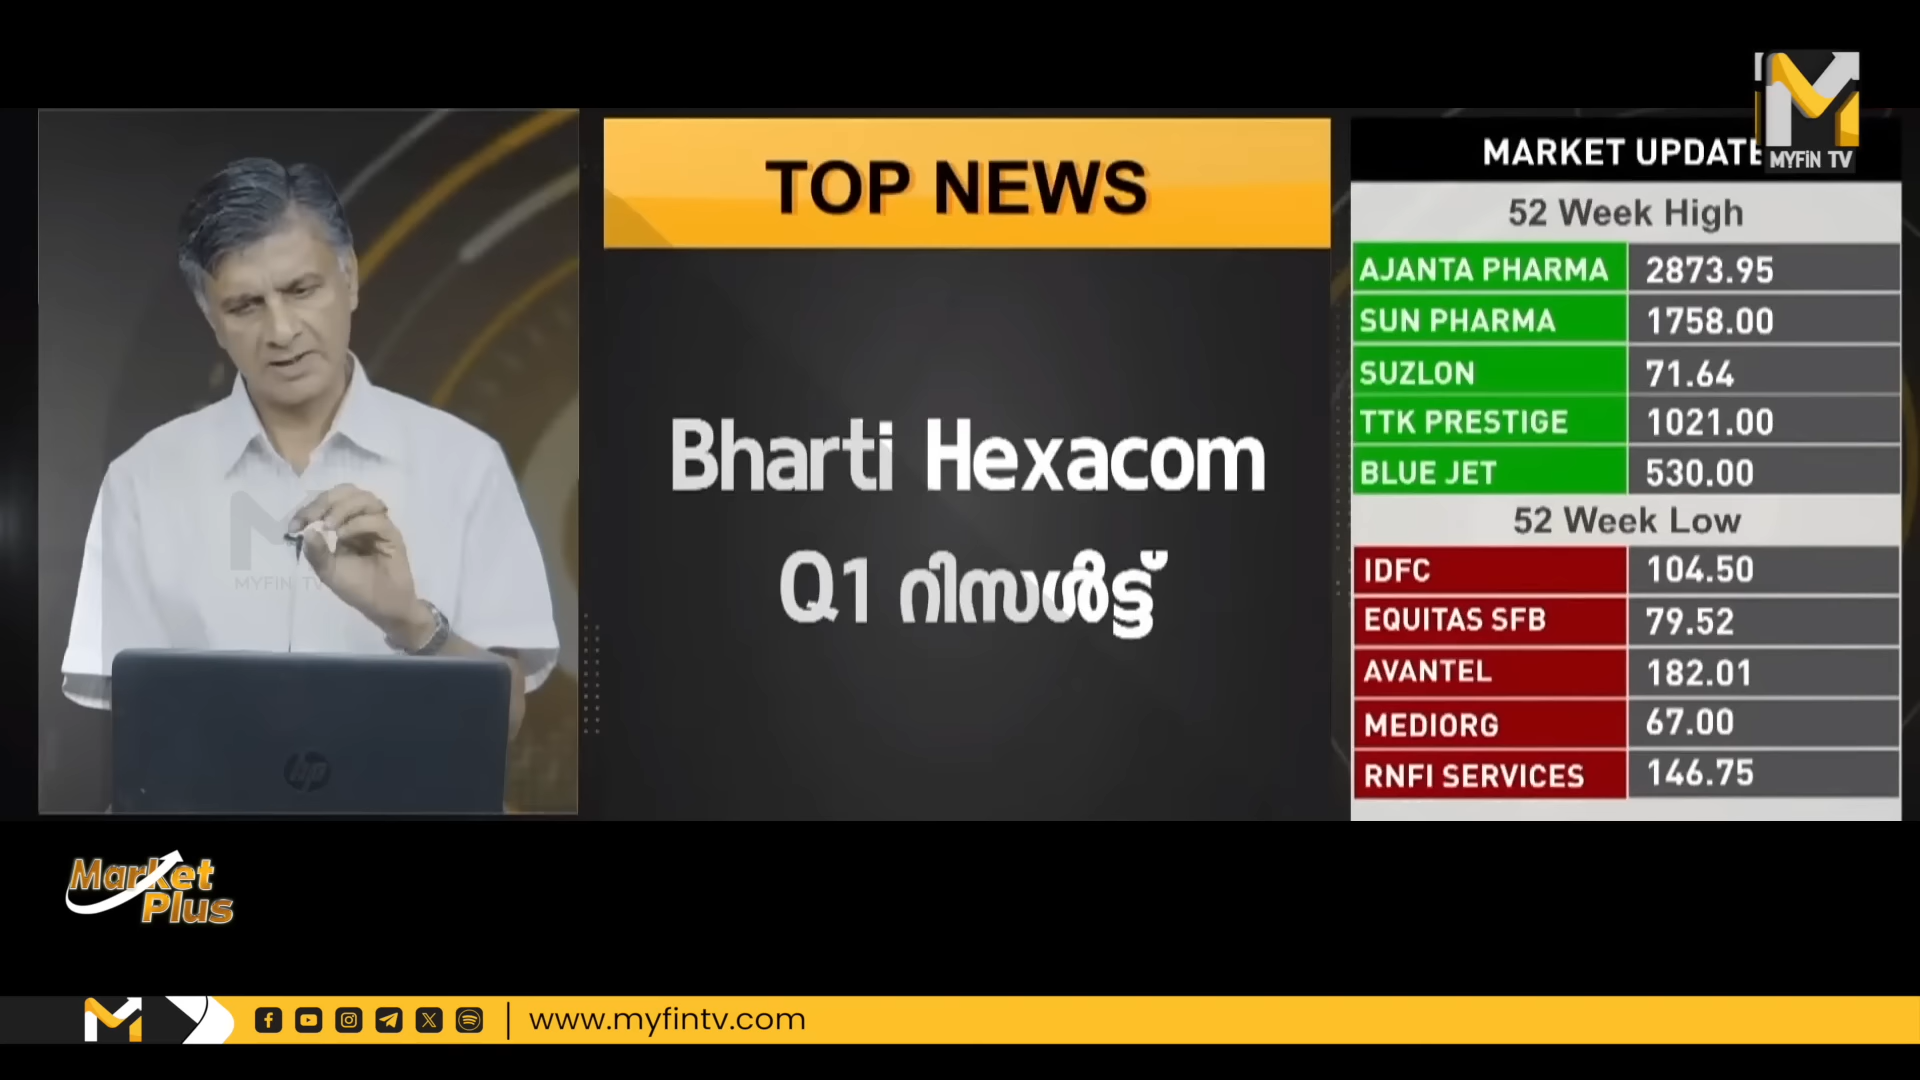 MYFiN TV
TOP NEWS
Bharti Hexacom
Q1 റിസൾട്ട്
MARKET UPDATE
52 Week High
AJANTA PHARMA 2873.95
SUN PHARMA 1758.00
SUZLON 71.64
TTK PRESTIGE 1021.00
BLUE JET 530.00
52 Week Low
IDFC 104.50
EQUITAS SFB 79.52
AVANTEL 182.01
MEDIORG 67.00
RNFI SERVICES 146.75
MYFIN TV
hp
Market
Plus
www.myfintv.com